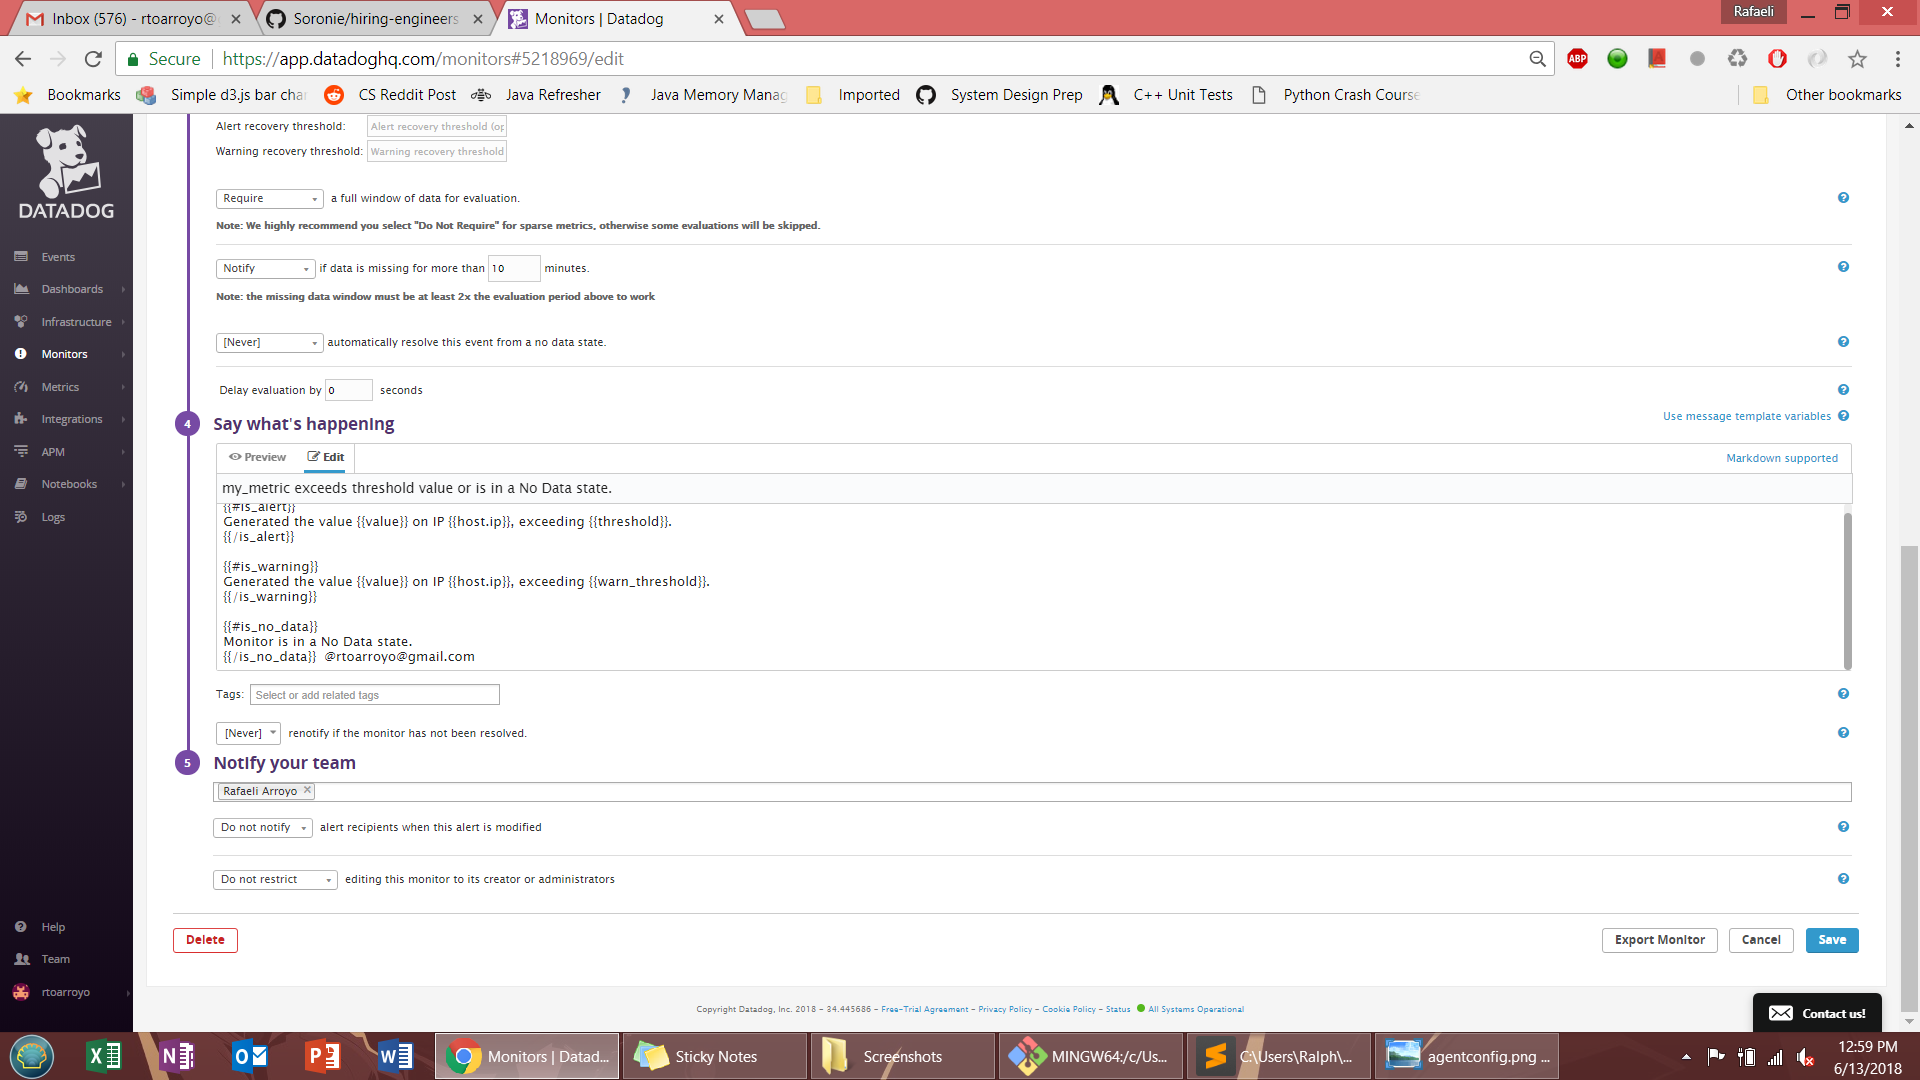 Inbox (576) - rtoarroyo@
Soronie/hiring-engineers
Monitors | Datadog
Rafaeli
Secure
https://app.datadoghq.com/monitors#5218969/edit
ABP
Bookmarks
Simple d3.js bar char
CS Reddit Post
Java Refresher
Java Memory Manag
Imported
System Design Prep
C++ Unit Tests
Python Crash Course
Other bookmarks
DATADOG
Events
Dashboards
Infrastructure
Monitors
Metrics
Integrations
APM
Notebooks
Logs
Help
Team
rtoarroyo
Alert recovery threshold: Alert recovery threshold (op
Warning recovery threshold: Warning recovery threshold
Require a full window of data for evaluation.
Note: We highly recommend you select "Do Not Require" for sparse metrics, otherwise some evaluations will be skipped.
Notify if data is missing for more than 10 minutes.
Note: the missing data window must be at least 2x the evaluation period above to work
[Never] automatically resolve this event from a no data state.
Delay evaluation by 0 seconds
4 Say what's happening
Use message template variables
Preview Edit
Markdown supported
my_metric exceeds threshold value or is in a No Data state.
{{#is_alert}}
Generated the value {{value}} on IP {{host.ip}}, exceeding {{threshold}}.
{{/is_alert}}
{{#is_warning}}
Generated the value {{value}} on IP {{host.ip}}, exceeding {{warn_threshold}}.
{{/is_warning}}
{{#is_no_data}}
Monitor is in a No Data state.
{{/is_no_data}} @rtoarroyo@gmail.com
Tags: Select or add related tags
[Never] renotify if the monitor has not been resolved.
5 Notify your team
Rafaeli Arroyo
Do not notify alert recipients when this alert is modified
Do not restrict editing this monitor to its creator or administrators
Delete
Export Monitor Cancel Save
Copyright Datadog, Inc. 2018 - 34.445686 - Free-Trial Agreement - Privacy Policy - Cookie Policy - Status All Systems Operational
Contact us!
Monitors | Datad...
Sticky Notes
Screenshots
MINGW64:/c/Us...
C:\Users\Ralph\...
agentconfig.png ...
12:59 PM
6/13/2018